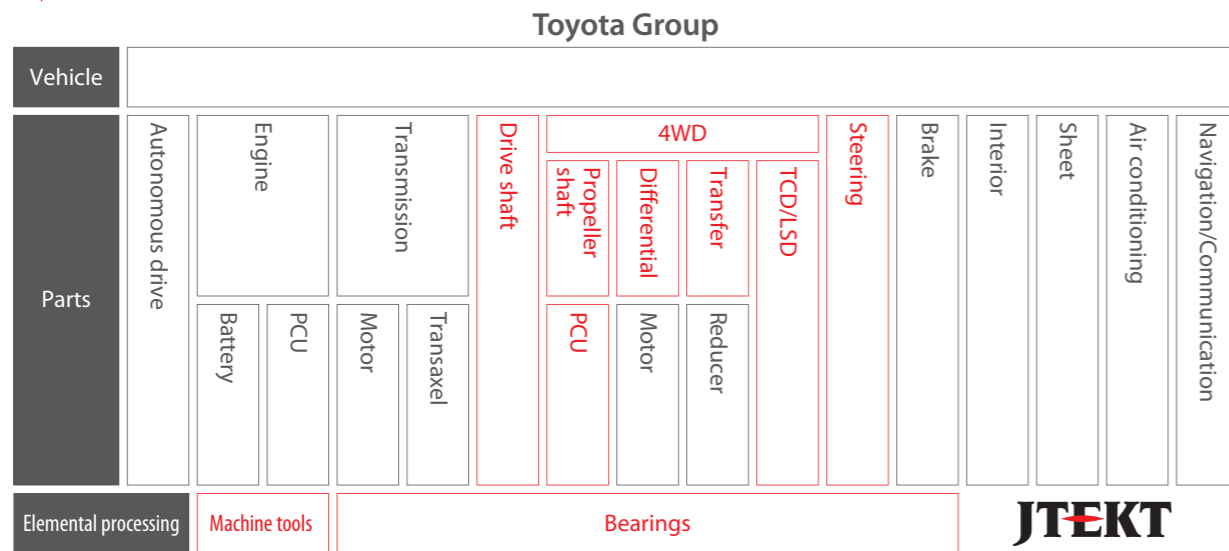 Toyota Group
Vehicle
Parts
Autonomous drive
Engine
Transmission
Drive shaft
4WD
Steering
Brake
Interior
Sheet
Air conditioning
Navigation/Communication
Propeller
shaft
Differential
Transfer
TCD/LSD
Battery
PCU
Motor
Transaxel
PCU
Motor
Reducer
Elemental processing
Machine tools
Bearings
JTEKT